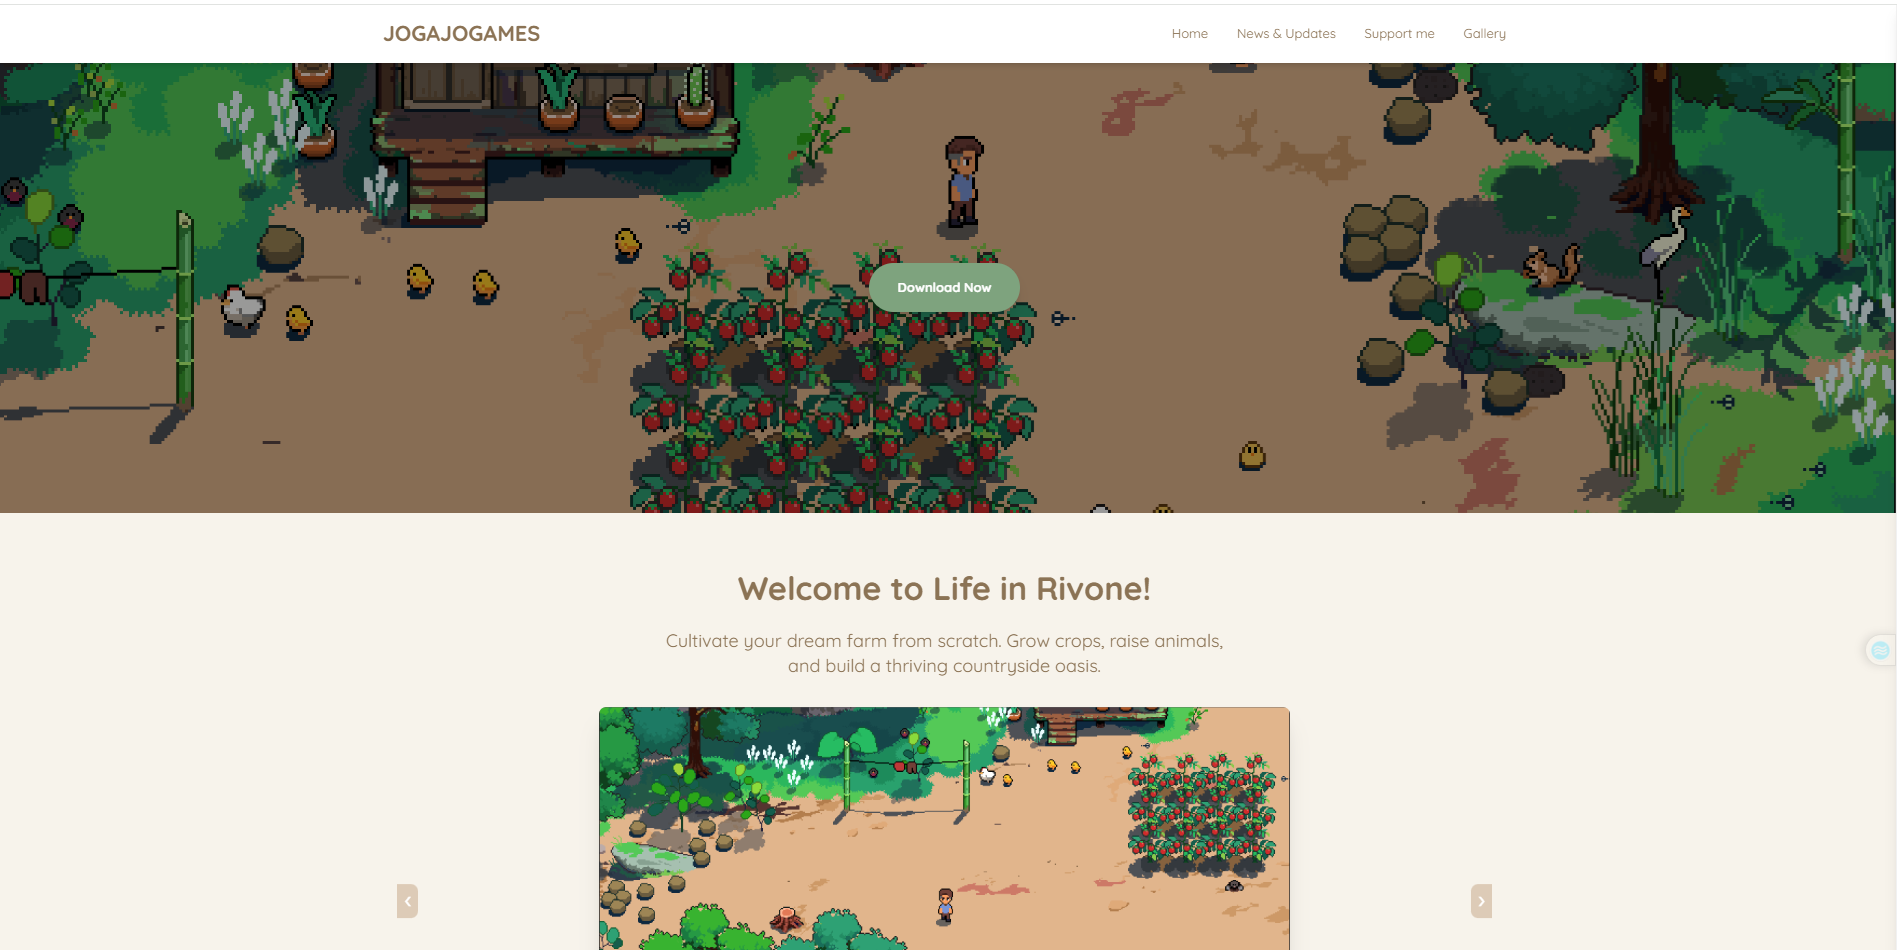 JOGAJOGAMES
Home
News & Updates
Support me
Gallery
Download Now
Welcome to Life in Rivone!
Cultivate your dream farm from scratch. Grow crops, raise animals,
and build a thriving countryside oasis.